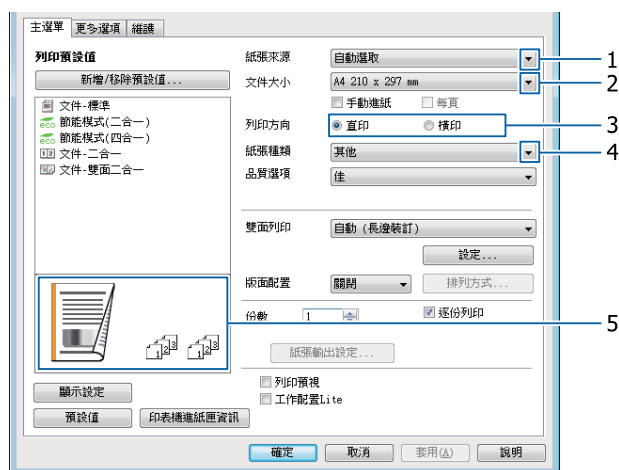 主選單 更多選項 維護
列印預設值
新增/移除預設值...
文件-標準
節能模式(二合一)
節能模式(四合一)
文件-二合一
文件-雙面二合一
顯示設定
預設值 印表機進紙匣資訊
紙張來源 自動選取 1
文件大小 A4 210 x 297 mm 2
手動進紙 每頁
列印方向 直印 橫印 3
紙張種類 其他 4
品質選項 佳
雙面列印 自動 (長邊裝訂)
設定...
版面配置 關閉 排列方式...
份數 1 逐份列印
5
紙張輸出設定...
列印預視
工作配置Lite
確定 取消 套用(A) 說明